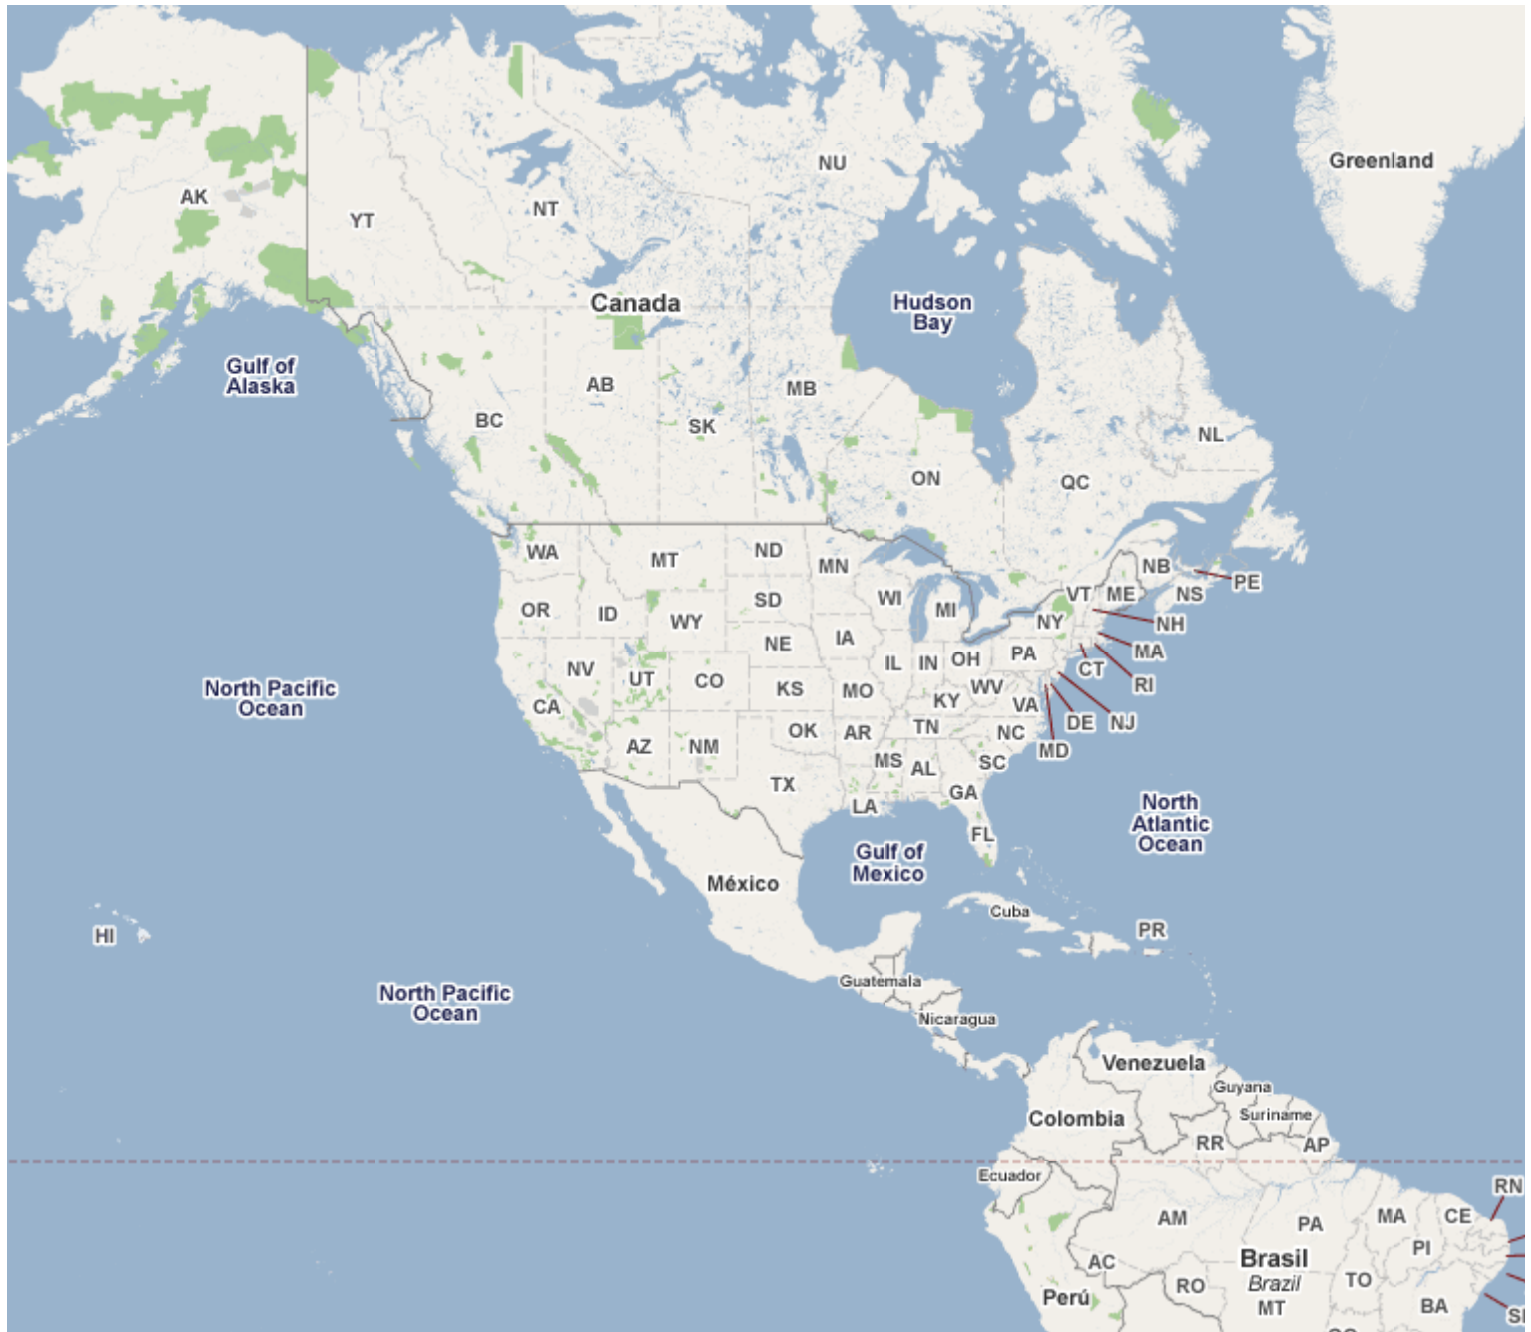 NU
Greenland
AK
NT
YT
Canada
Hudson
Bay
Gulf of
Alaska
AB
MB
BC
SK
NL
ON
QC
WA
MT
ND
MN
NB
PE
OR
ID
SD
WI
MI
VT
ME
NS
WY
NY
NH
NE
IA
MA
NV
UT
CO
KS
IL
IN
OH
PA
CT
RI
North Pacific
Ocean
CA
MO
KY
WV
VA
DE
NJ
AZ
NM
OK
AR
TN
NC
MD
TX
MS
AL
SC
LA
GA
FL
North
Atlantic
Ocean
Gulf of
Mexico
México
Cuba
HI
PR
North Pacific
Ocean
Guatemala
Nicaragua
Venezuela
Guyana
Colombia
Suriname
RR
AP
Ecuador
RN
AM
PA
MA
CE
PI
AC
Brasil
Brazil
RO
TO
Perú
MT
BA